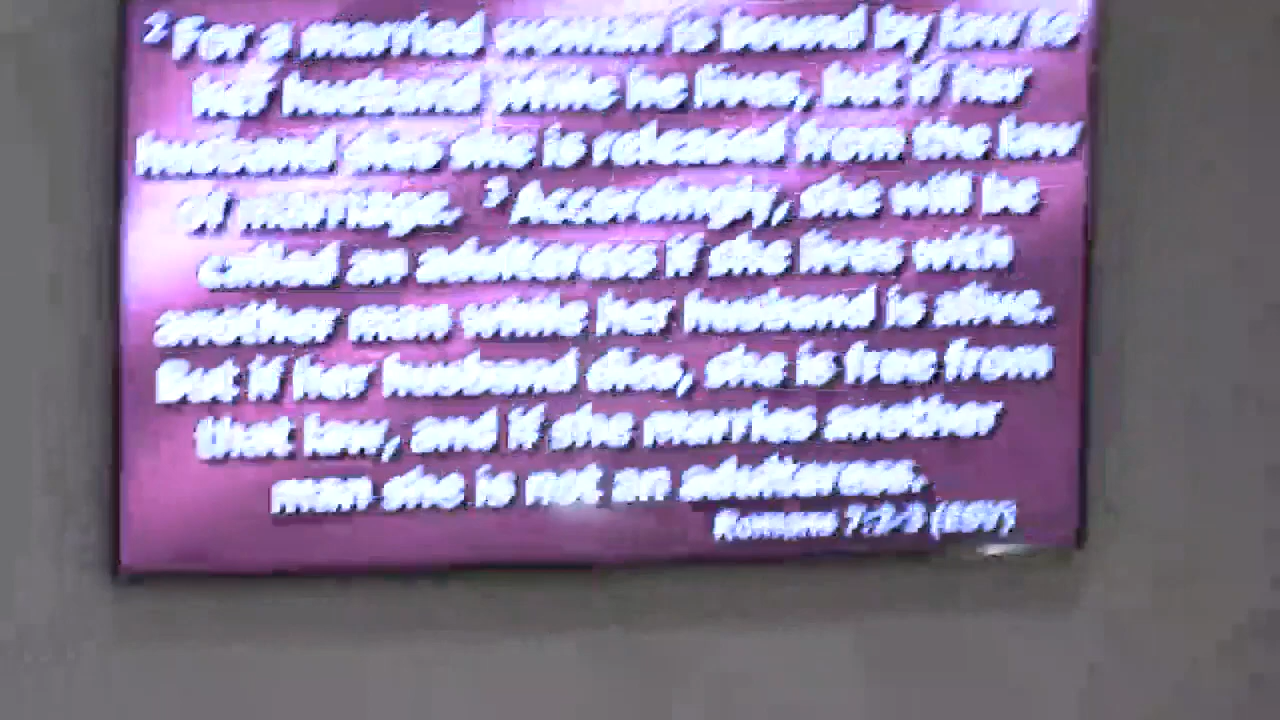 ² For a married woman is bound by law to
her husband while he lives, but if her
husband dies she is released from the law
of marriage. ³ Accordingly, she will be
called an adulteress if she lives with
another man while her husband is alive.
But if her husband dies, she is free from
that law, and if she marries another
man she is not an adulteress.
Romans 7:2-3 (ESV)